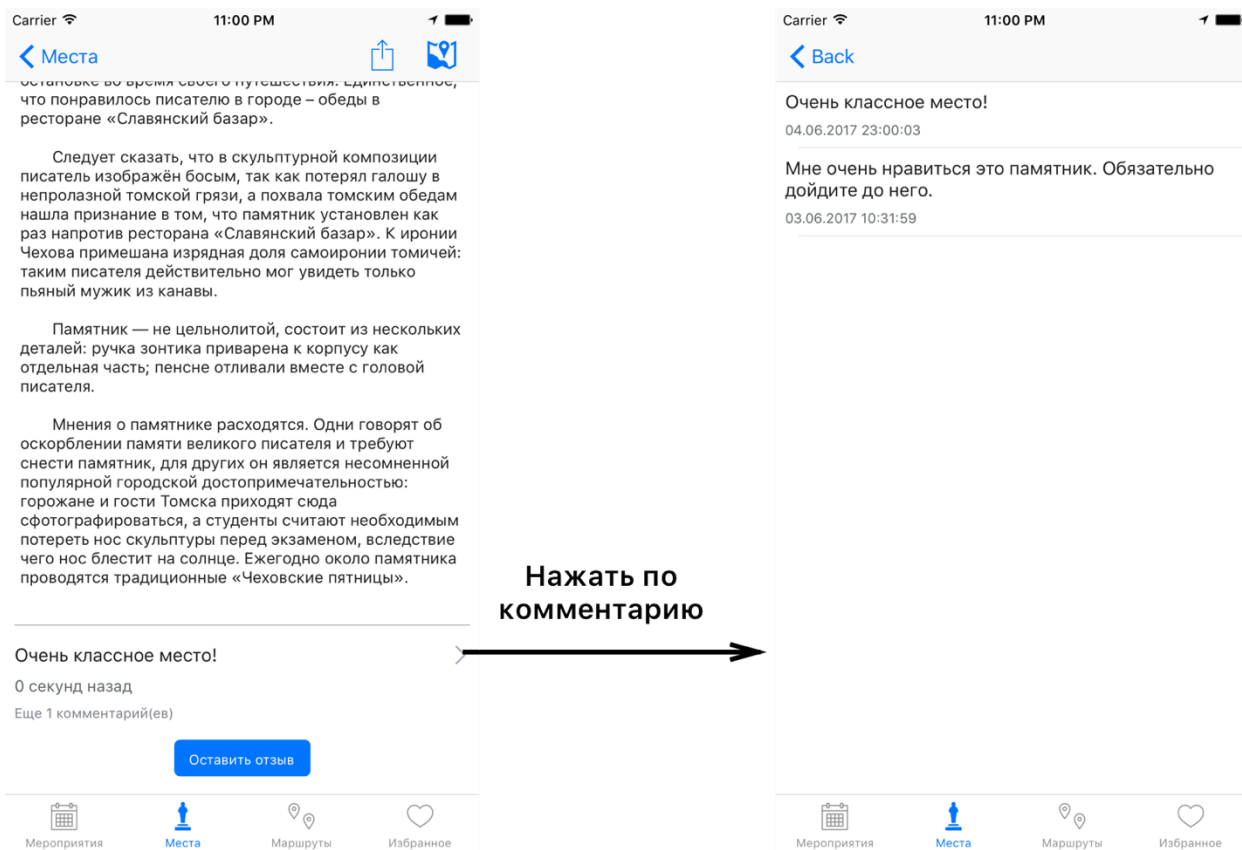 Carrier 11:00 PM
Места
остановке во время своего путешествия. Единственное,
что понравилось писателю в городе – обеды в
ресторане «Славянский базар».
Следует сказать, что в скульптурной композиции
писатель изображён босым, так как потерял галошу в
непролазной томской грязи, а похвала томским обедам
нашла признание в том, что памятник установлен как
раз напротив ресторана «Славянский базар». К иронии
Чехова примешана изрядная доля самоиронии томичей:
таким писателя действительно мог увидеть только
пьяный мужик из канавы.
Памятник — не цельнолитой, состоит из нескольких
деталей: ручка зонтика приварена к корпусу как
отдельная часть; пенсне отливали вместе с головой
писателя.
Мнения о памятнике расходятся. Одни говорят об
оскорблении памяти великого писателя и требуют
снести памятник, для других он является несомненной
популярной городской достопримечательностью:
горожане и гости Томска приходят сюда
сфотографироваться, а студенты считают необходимым
потереть нос скульптуры перед экзаменом, вследствие
чего нос блестит на солнце. Ежегодно около памятника
проводятся традиционные «Чеховские пятницы».
Очень классное место!
0 секунд назад
Еще 1 комментарий(ев)
Оставить отзыв
Мероприятия Места Маршруты Избранное
Нажать по
комментарию
Carrier 11:00 PM
Back
Очень классное место!
04.06.2017 23:00:03
Мне очень нравиться это памятник. Обязательно
дойдите до него.
03.06.2017 10:31:59
Мероприятия Места Маршруты Избранное